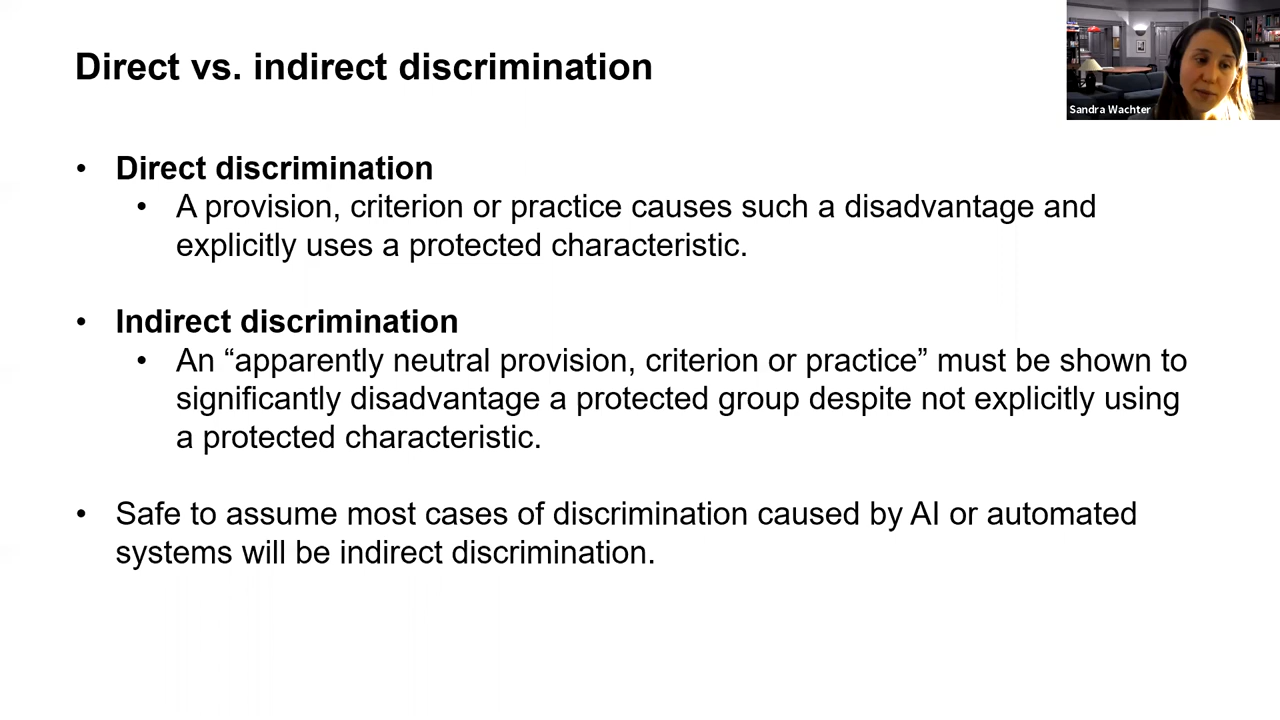 Direct vs. indirect discrimination
Sandra Wachter
• Direct discrimination
• A provision, criterion or practice causes such a disadvantage and
explicitly uses a protected characteristic.
• Indirect discrimination
• An “apparently neutral provision, criterion or practice” must be shown to
significantly disadvantage a protected group despite not explicitly using
a protected characteristic.
• Safe to assume most cases of discrimination caused by AI or automated
systems will be indirect discrimination.